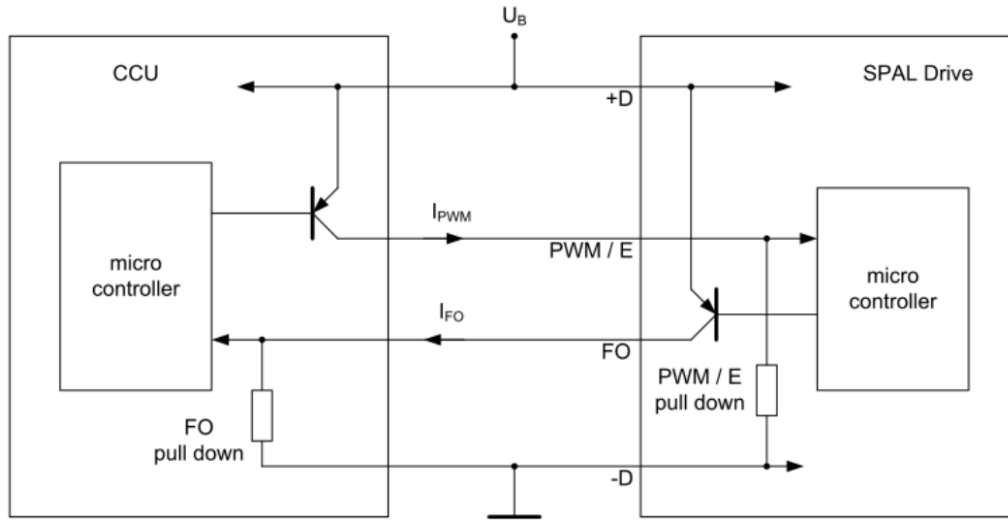 U_B
CCU
SPAL Drive
+D
I_PWM
PWM / E
micro
controller
micro
controller
I_FO
FO
PWM / E
pull down
FO
pull down
-D